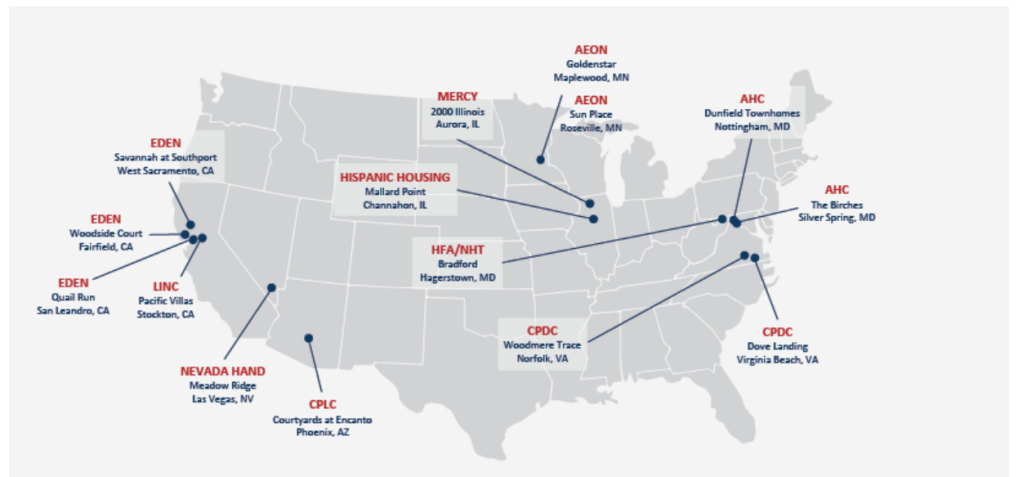 AEON
Goldenstar
Maplewood, MN
MERCY
2000 Illinois
Aurora, IL
AEON
Sun Place
Roseville, MN
AHC
Dunfield Townhomes
Nottingham, MD
EDEN
Savannah at Southport
West Sacramento, CA
HISPANIC HOUSING
Mallard Point
Channahon, IL
AHC
The Birches
Silver Spring, MD
EDEN
Woodside Court
Fairfield, CA
HFA/NHT
Bradford
Hagerstown, MD
EDEN
Quail Run
San Leandro, CA
LINC
Pacific Villas
Stockton, CA
CPDC
Woodmere Trace
Norfolk, VA
CPDC
Dove Landing
Virginia Beach, VA
NEVADA HAND
Meadow Ridge
Las Vegas, NV
CPLC
Courtyards at Encanto
Phoenix, AZ